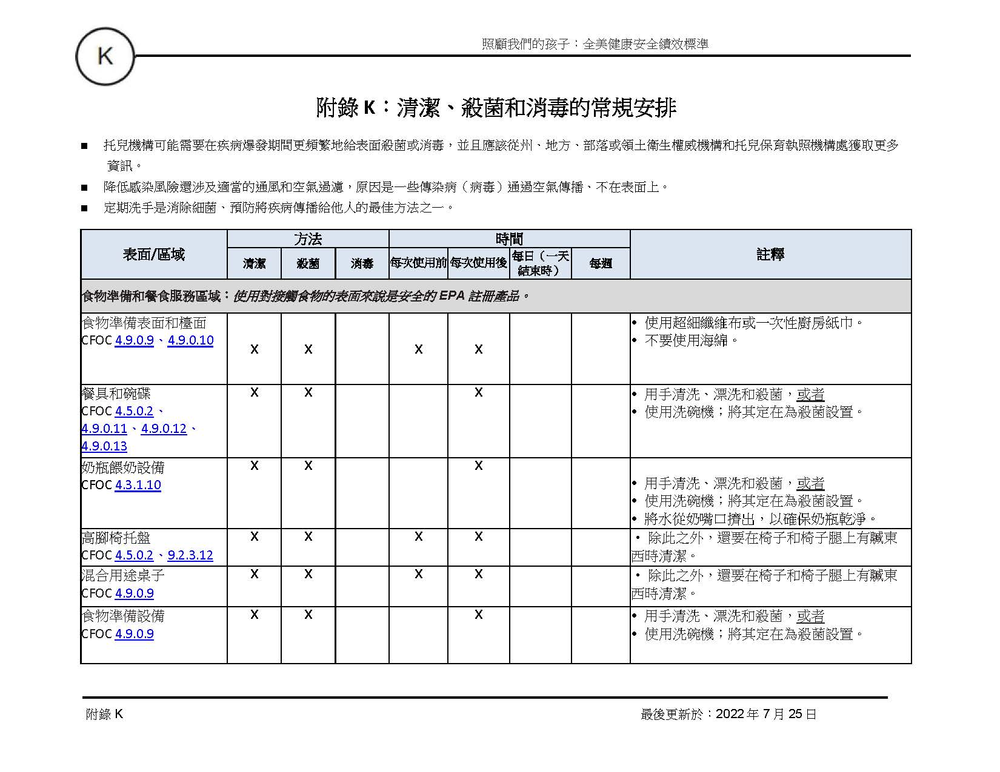 K
照顧我們的孩子：全美健康安全績效標準
附錄 K：清潔、殺菌和消毒的常規安排
■ 托兒機構可能需要在疾病爆發期間更頻繁地給表面殺菌或消毒，並且應該從州、地方、部落或領土衛生權威機構和托兒保育執照機構處獲取更多
資訊。
■ 降低感染風險還涉及適當的通風和空氣過濾，原因是一些傳染病（病毒）通過空氣傳播、不在表面上。
■ 定期洗手是消除細菌、預防將疾病傳播給他人的最佳方法之一。
表面/區域 方法 時間 註釋
清潔 殺菌 消毒 每次使用前 每次使用後 每日（一天
結束時） 每週
食物準備和餐食服務區域：使用對接觸食物的表面來說是安全的 EPA 註冊產品。
食物準備表面和檯面 • 使用超細纖維布或一次性廚房紙巾。
CFOC 4.9.0.9、4.9.0.10 • 不要使用海綿。
X X X X
餐具和碗碟 X X X • 用手清洗、漂洗和殺菌，或者
CFOC 4.5.0.2、 • 使用洗碗機；將其定在為殺菌設置。
4.9.0.11、4.9.0.12、
4.9.0.13
奶瓶餵奶設備 X X X
CFOC 4.3.1.10 • 用手清洗、漂洗和殺菌，或者
• 使用洗碗機；將其定在為殺菌設置。
• 將水從奶嘴口擠出，以確保奶瓶乾淨。
高腳椅托盤 X X X X • 除此之外，還要在椅子和椅子腿上有贓東
CFOC 4.5.0.2、9.2.3.12 西時清潔。
混合用途桌子 X X X X • 除此之外，還要在椅子和椅子腿上有贓東
CFOC 4.9.0.9 西時清潔。
食物準備設備 X X X • 用手清洗、漂洗和殺菌，或者
CFOC 4.9.0.9 • 使用洗碗機；將其定在為殺菌設置。
附錄 K 最後更新於：2022 年 7 月 25 日